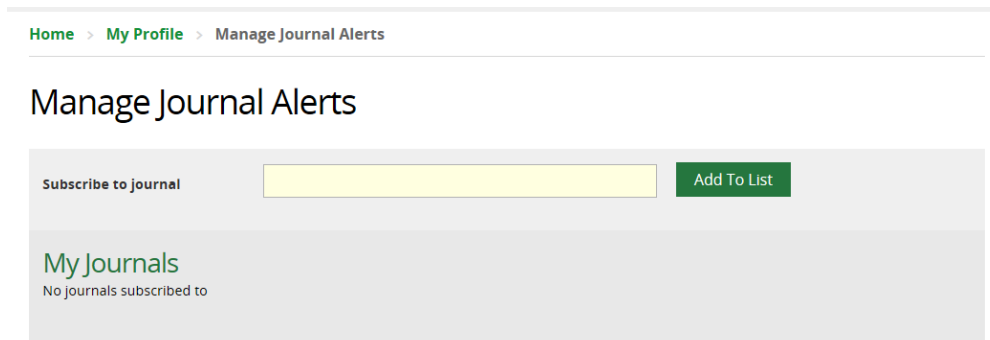 Home > My Profile > Manage Journal Alerts
Manage Journal Alerts
Subscribe to journal
Add To List
My Journals
No journals subscribed to